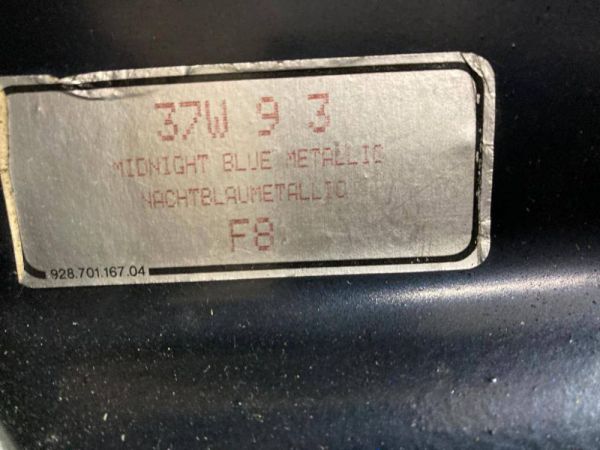 37W 9 3
MIDNIGHT BLUE METALLIC
NACHTBLAUMETALLIC
F8
928.701.167.04